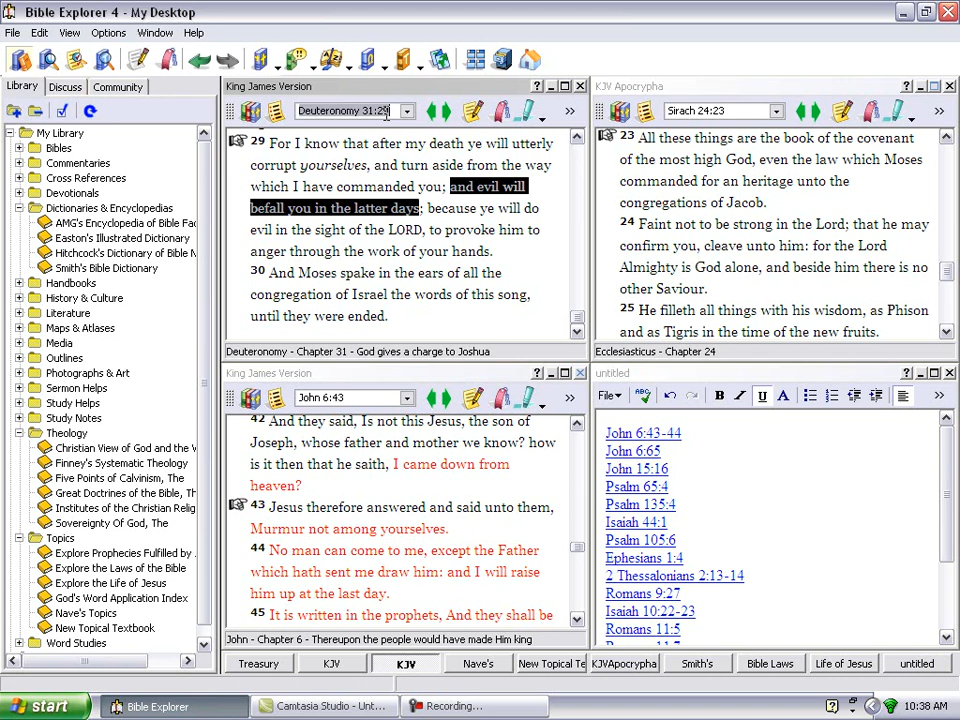 Bible Explorer 4 - My Desktop
File Edit View Options Window Help
Library Discuss Community
My Library
Bibles
Commentaries
Cross References
Devotionals
Dictionaries & Encyclopedias
AMG's Encyclopedia of Bible Fac
Easton's Illustrated Dictionary
Hitchcock's Dictionary of Bible N
Smith's Bible Dictionary
Handbooks
History & Culture
Literature
Maps & Atlases
Media
Outlines
Photographs & Art
Sermon Helps
Study Helps
Study Notes
Theology
Christian View of God and the W
Finney's Systematic Theology
Five Points of Calvinism, The
Great Doctrines of the Bible, The
Institutes of the Christian Relig
Sovereignty Of God, The
Topics
Explore Prophecies Fulfilled by
Explore the Laws of the Bible
Explore the Life of Jesus
God's Word Application Index
Nave's Topics
New Topical Textbook
Word Studies
King James Version
Deuteronomy 31:29
29 For I know that after my death ye will utterly
corrupt yourselves, and turn aside from the way
which I have commanded you; and evil will
befall you in the latter days; because ye will do
evil in the sight of the LORD, to provoke him to
anger through the work of your hands.
30 And Moses spake in the ears of all the
congregation of Israel the words of this song,
until they were ended.
Deuteronomy - Chapter 31 - God gives a charge to Joshua
KJV Apocrypha
Sirach 24:23
23 All these things are the book of the covenant
of the most high God, even the law which Moses
commanded for an heritage unto the
congregations of Jacob.
24 Faint not to be strong in the Lord; that he may
confirm you, cleave unto him: for the Lord
Almighty is God alone, and beside him there is no
other Saviour.
25 He filleth all things with his wisdom, as Phison
and as Tigris in the time of the new fruits.
Ecclesiasticus - Chapter 24
King James Version
John 6:43
42 And they said, Is not this Jesus, the son of
Joseph, whose father and mother we know? how
is it then that he saith, I came down from
heaven?
43 Jesus therefore answered and said unto them,
Murmur not among yourselves.
44 No man can come to me, except the Father
which hath sent me draw him: and I will raise
him up at the last day.
45 It is written in the prophets, And they shall be
John - Chapter 6 - Thereupon the people would have made Him king
untitled
File ABC B I U A
John 6:43-44
John 6:65
John 15:16
Psalm 65:4
Psalm 135:4
Isaiah 44:1
Psalm 105:6
Ephesians 1:4
2 Thessalonians 2:13-14
Romans 9:27
Isaiah 10:22-23
Romans 11:5
Romans 11:7
Treasury KJV KJV Nave's New Topical Te KJVApocrypha Smith's Bible Laws Life of Jesus untitled
start Bible Explorer Camtasia Studio - Unt... Recording... 10:38 AM